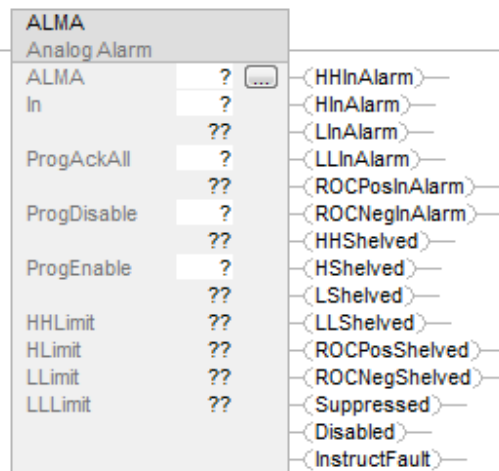 ALMA
Analog Alarm
ALMA ? ... (HHInAlarm)
In ? (HInAlarm)
?? (LInAlarm)
ProgAckAll ? (LLInAlarm)
?? (ROCPosInAlarm)
ProgDisable ? (ROCNegInAlarm)
?? (HHShelved)
ProgEnable ? (HShelved)
?? (LShelved)
HHLimit ?? (LLShelved)
HLimit ?? (ROCPosShelved)
LLimit ?? (ROCNegShelved)
LLLimit ?? (Suppressed)
(Disabled)
(InstructFault)